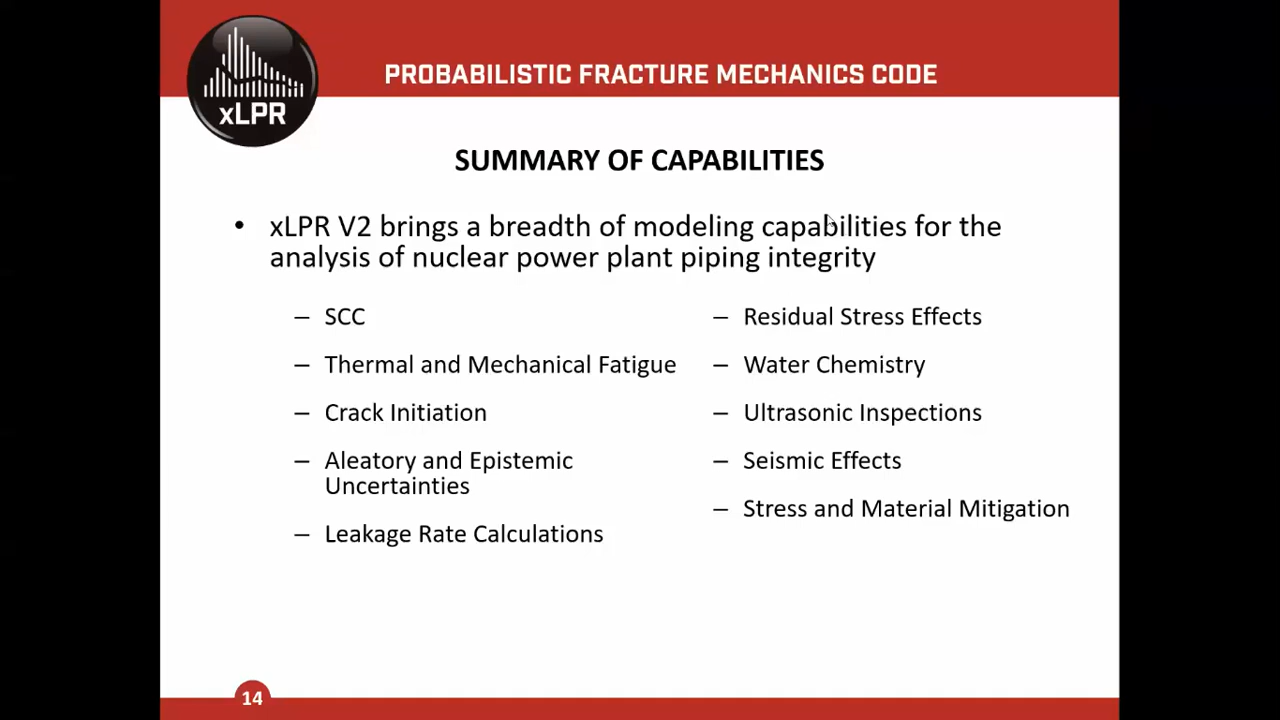 xLPR
PROBABILISTIC FRACTURE MECHANICS CODE
SUMMARY OF CAPABILITIES
• xLPR V2 brings a breadth of modeling capabilities for the
analysis of nuclear power plant piping integrity
– SCC
– Thermal and Mechanical Fatigue
– Crack Initiation
– Aleatory and Epistemic
Uncertainties
– Leakage Rate Calculations
– Residual Stress Effects
– Water Chemistry
– Ultrasonic Inspections
– Seismic Effects
– Stress and Material Mitigation
14